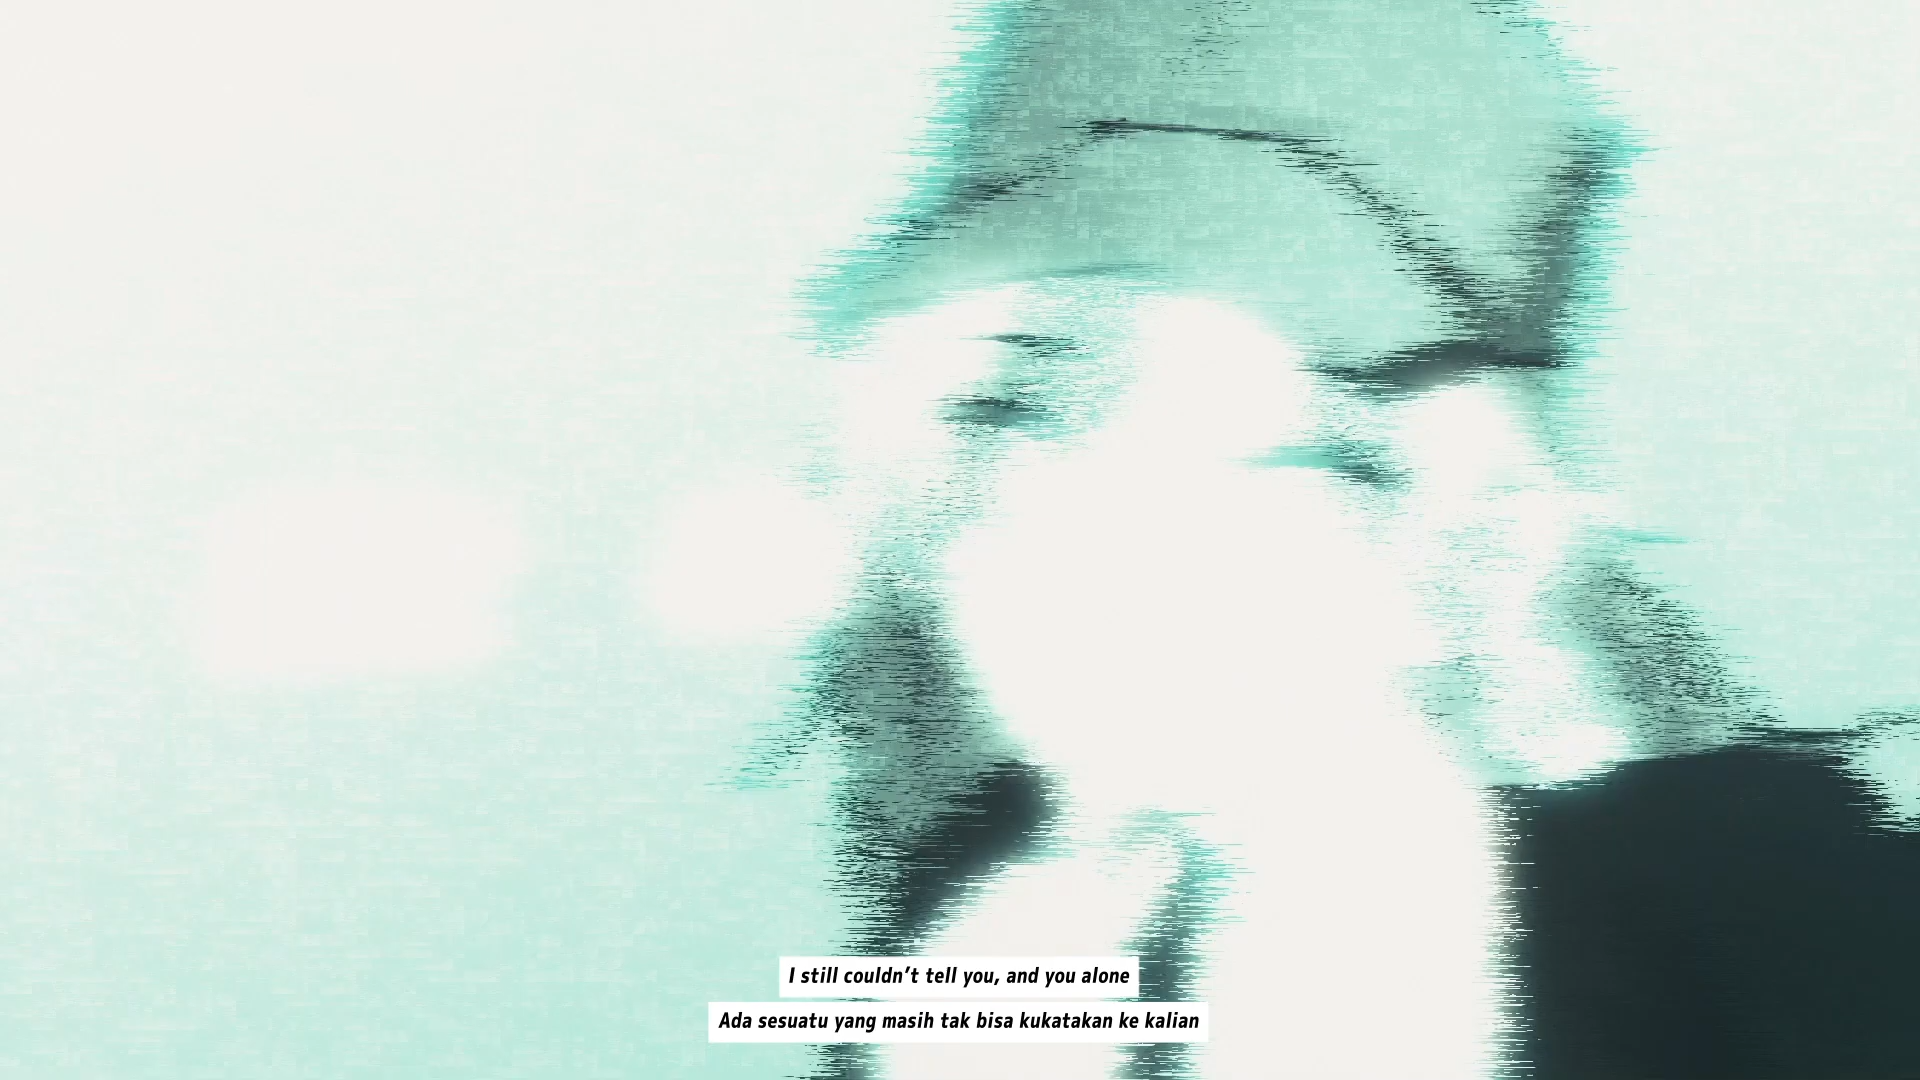 I still couldn’t tell you, and you alone
Ada sesuatu yang masih tak bisa kukatakan ke kalian